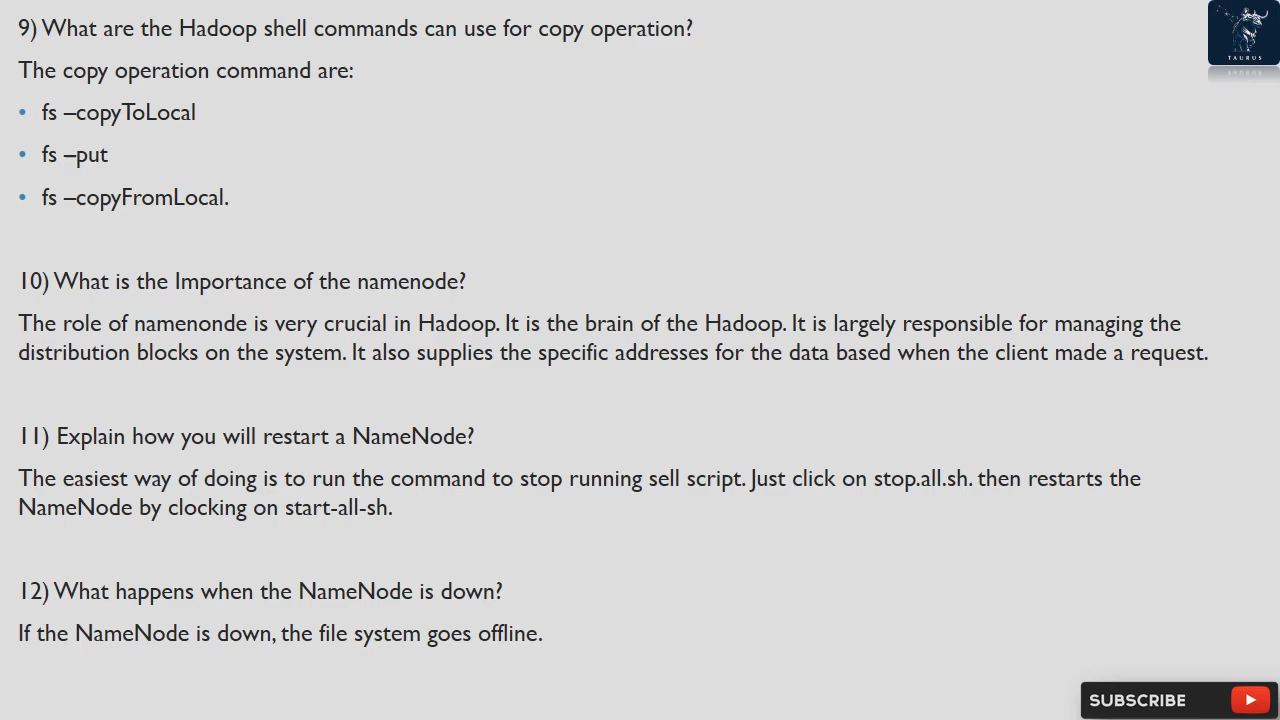 9) What are the Hadoop shell commands can use for copy operation?
The copy operation command are:
• fs –copyToLocal
• fs –put
• fs –copyFromLocal.
10) What is the Importance of the namenode?
The role of namenonde is very crucial in Hadoop. It is the brain of the Hadoop. It is largely responsible for managing the
distribution blocks on the system. It also supplies the specific addresses for the data based when the client made a request.
11) Explain how you will restart a NameNode?
The easiest way of doing is to run the command to stop running sell script. Just click on stop.all.sh. then restarts the
NameNode by clocking on start-all-sh.
12) What happens when the NameNode is down?
If the NameNode is down, the file system goes offline.
TAURUS
SUBSCRIBE